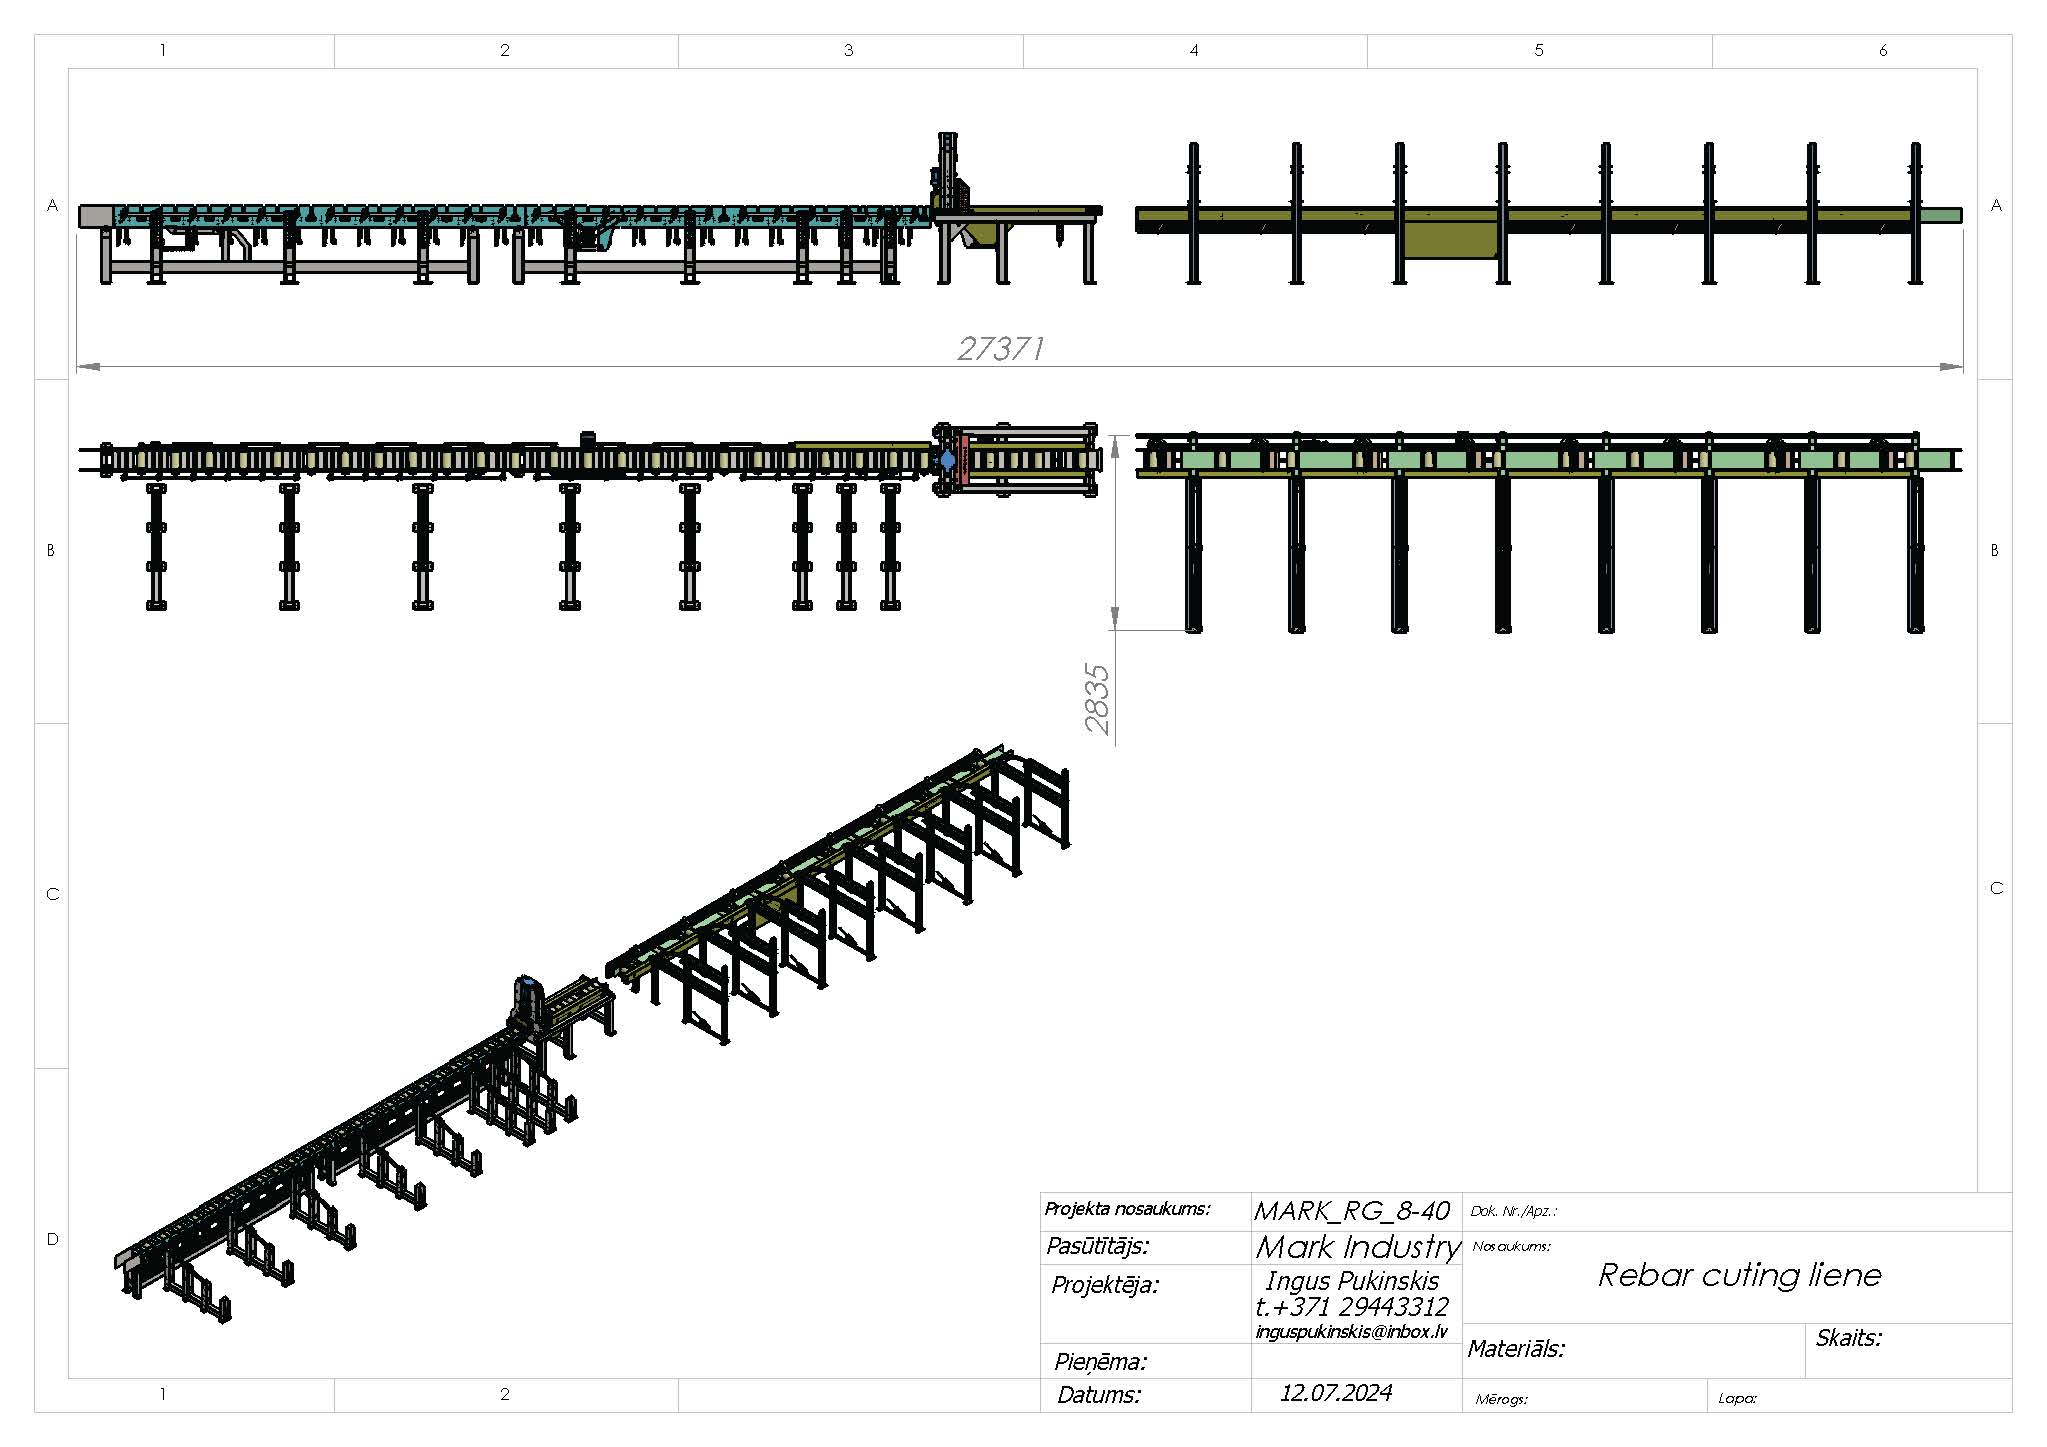 1 2 3 4 5 6
A A
27371
B B
2835
C C
D
Projekta nosaukums: MARK_RG_8-40 Dok. Nr./Apz.:
Pasūtītājs: Mark Industry Nosaukums:
Rebar cuting liene
Projektēja: Ingus Pukinskis
t.+371 29443312
inguspukinskis@inbox.lv
Materiāls: Skaits:
Pieņēma:
Datums: 12.07.2024 Mērogs: Lapa:
1 2